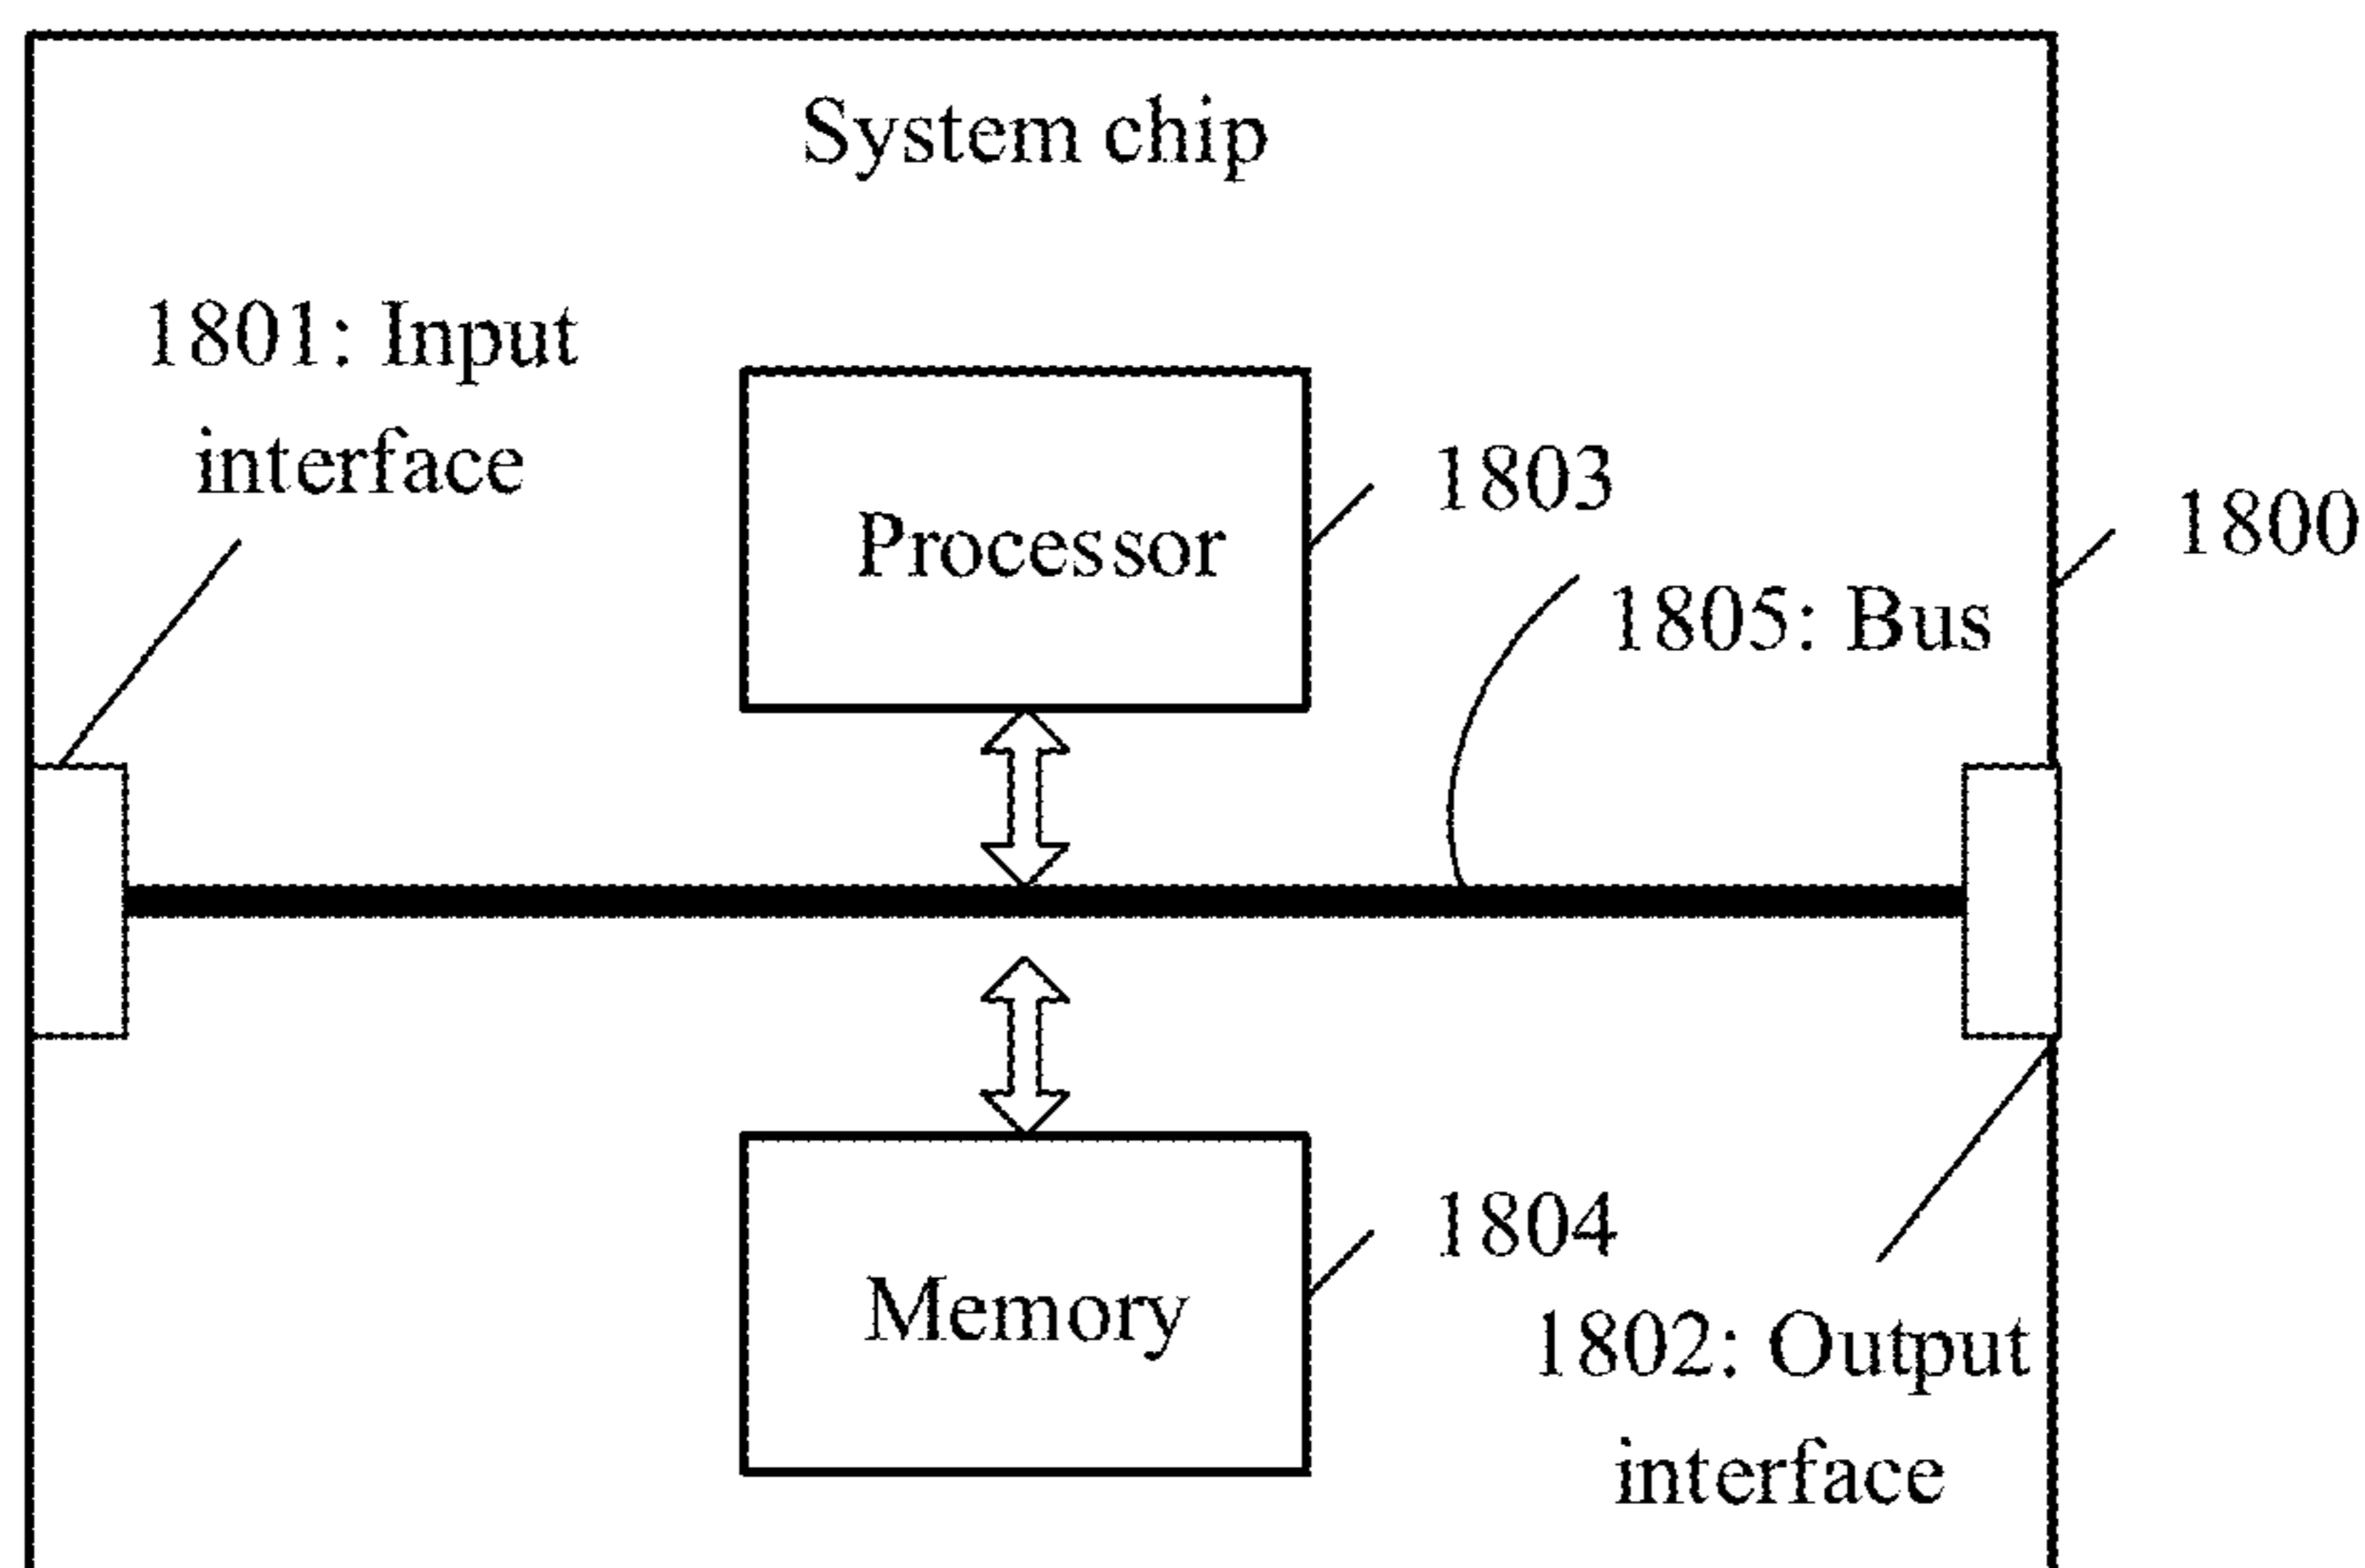 System chip
1801: Input
interface
Processor
1803
1800
1805: Bus
1804
Memory
1802: Output
interface